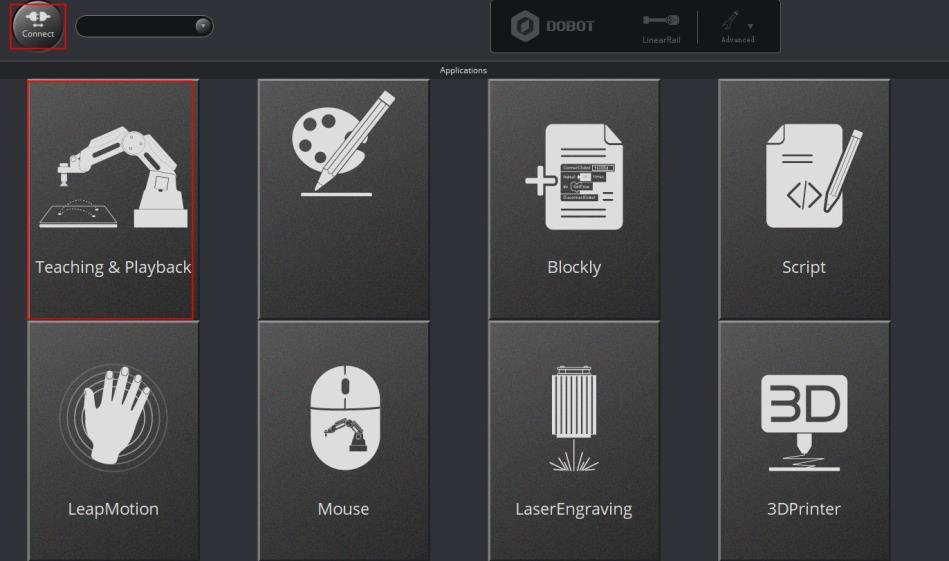 Connect
DOBOT
LinearRail
Advanced
Applications
Teaching & Playback
Blockly
Script
</>
LeapMotion
Mouse
LaserEngraving
3D
3DPrinter